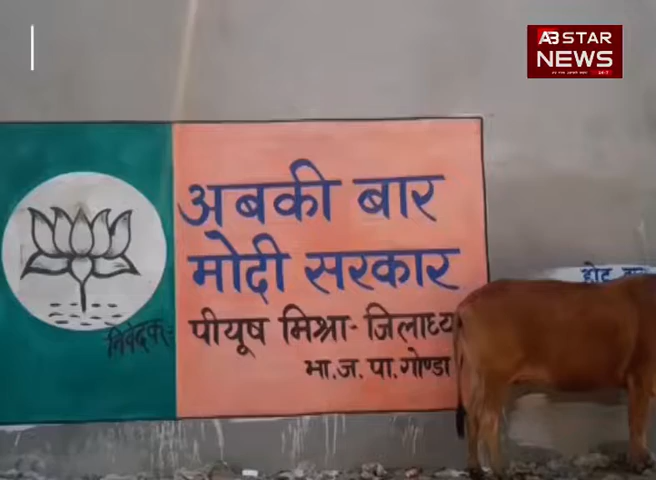 AB STAR
NEWS
अबकी बार
मोदी सरकार
निवेदक:
पीयूष मिश्रा-जिलाध्य
भा.ज.पा.गोण्डा